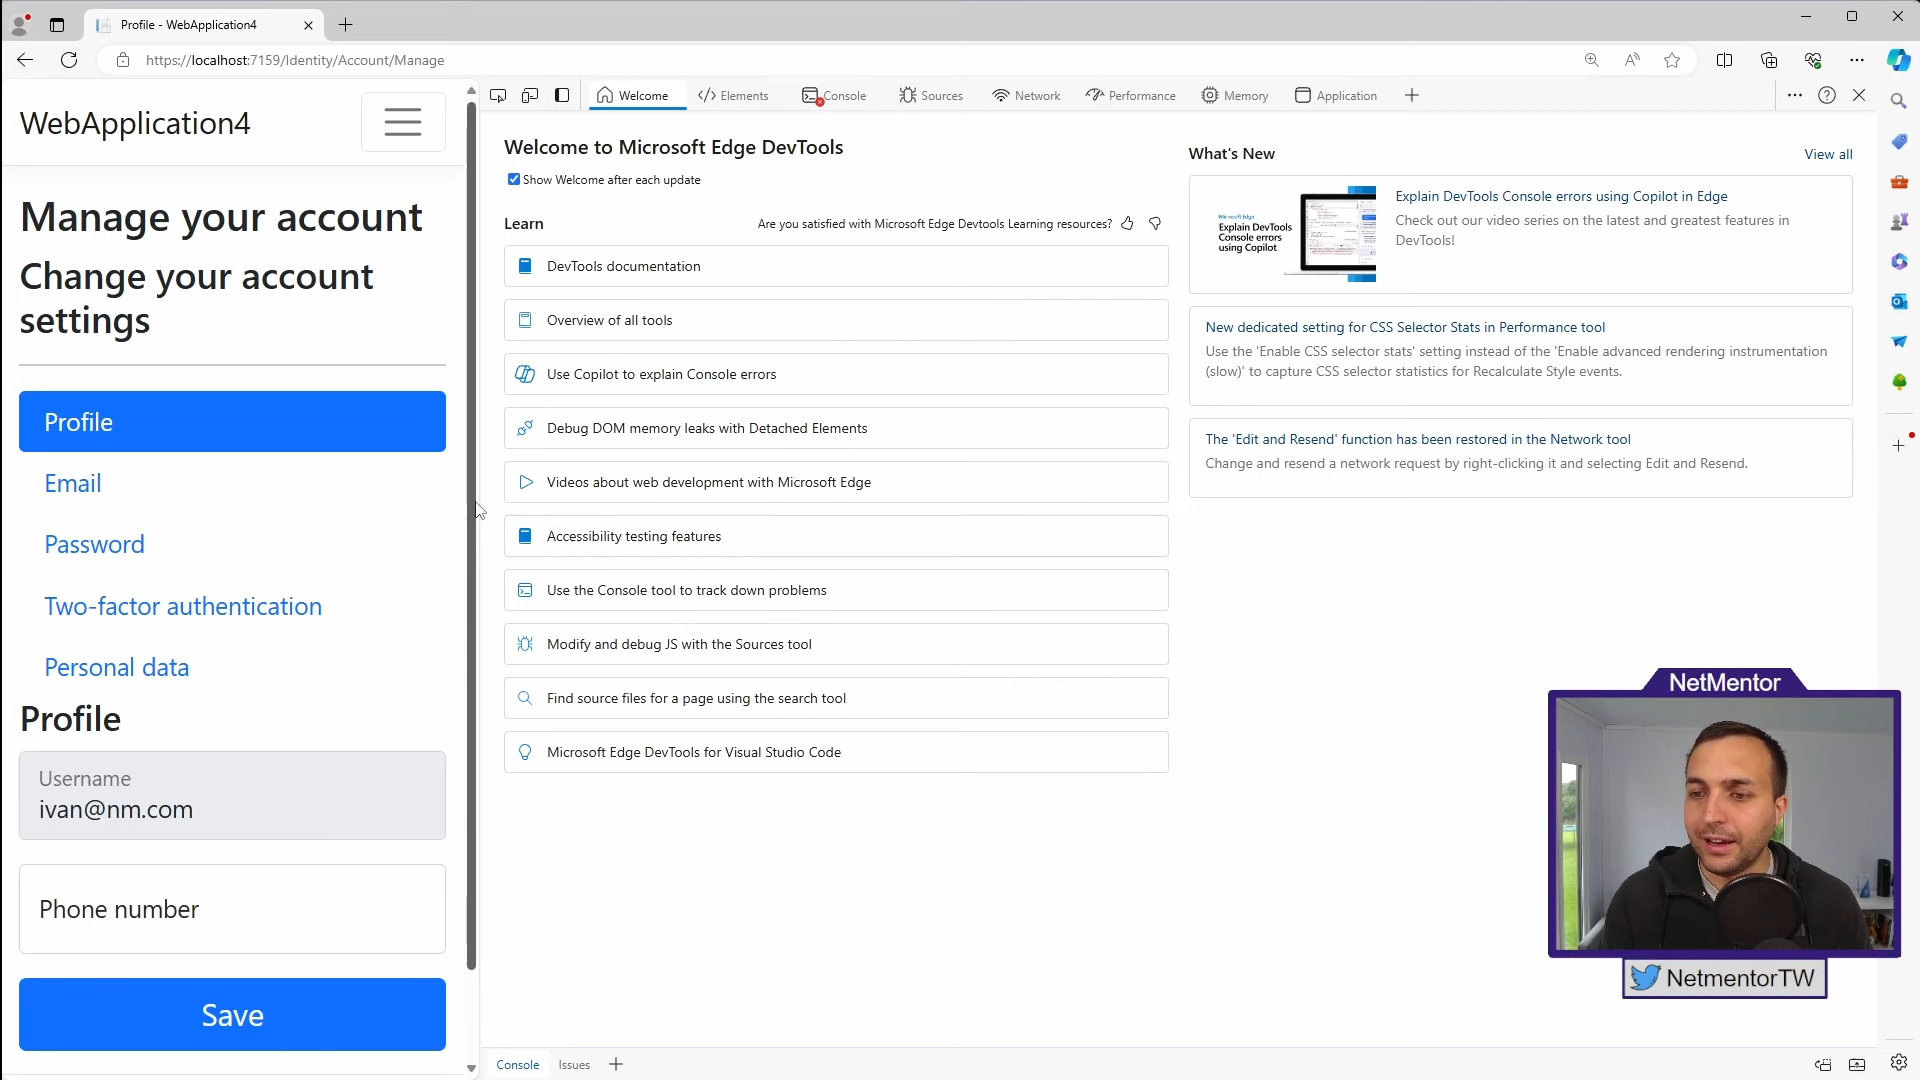 Profile - WebApplication4
https://localhost:7159/Identity/Account/Manage
WebApplication4
Manage your account
Change your account
settings
Profile
Email
Password
Two-factor authentication
Personal data
Profile
Username
ivan@nm.com
Phone number
Save
Welcome
Elements
Console
Sources
Network
Performance
Memory
Application
Welcome to Microsoft Edge DevTools
Show Welcome after each update
Learn
Are you satisfied with Microsoft Edge Devtools Learning resources?
DevTools documentation
Overview of all tools
Use Copilot to explain Console errors
Debug DOM memory leaks with Detached Elements
Videos about web development with Microsoft Edge
Accessibility testing features
Use the Console tool to track down problems
Modify and debug JS with the Sources tool
Find source files for a page using the search tool
Microsoft Edge DevTools for Visual Studio Code
What's New
View all
Microsoft Edge
Explain DevTools
Console errors
using Copilot
Explain DevTools Console errors using Copilot in Edge
Check out our video series on the latest and greatest features in
DevTools!
New dedicated setting for CSS Selector Stats in Performance tool
Use the 'Enable CSS selector stats' setting instead of the 'Enable advanced rendering instrumentation
(slow)' to capture CSS selector statistics for Recalculate Style events.
The 'Edit and Resend' function has been restored in the Network tool
Change and resend a network request by right-clicking it and selecting Edit and Resend.
NetMentor
NetmentorTW
Console
Issues